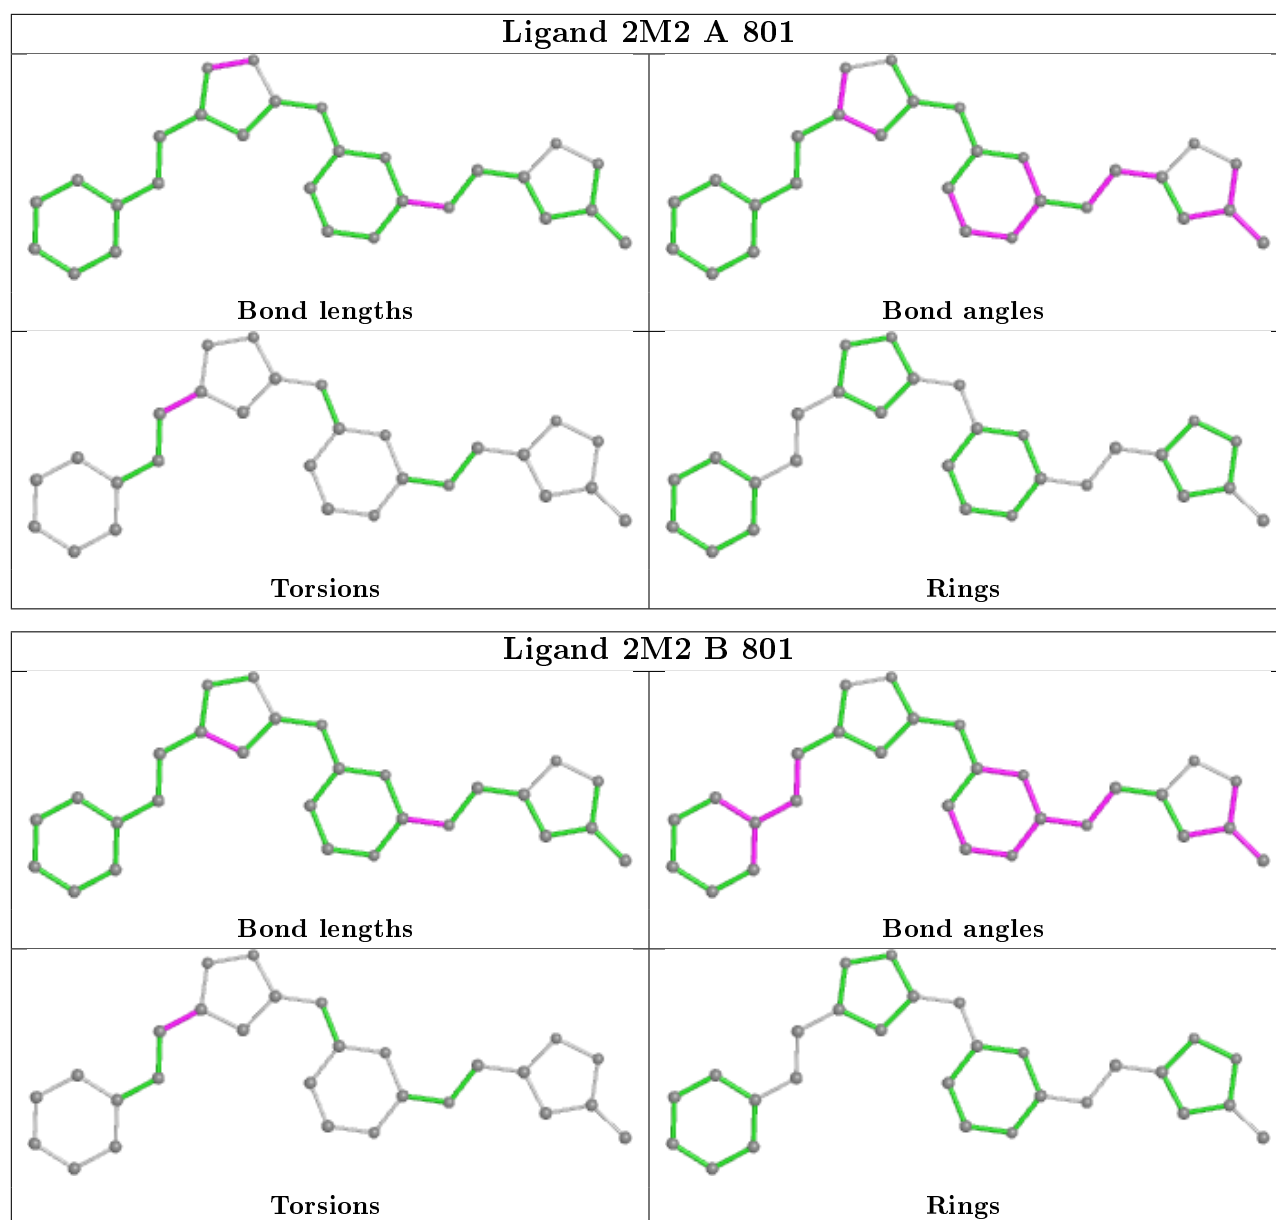 Ligand 2M2 A 801
Bond lengths
Bond angles
Torsions
Rings
Ligand 2M2 B 801
Bond lengths
Bond angles
Torsions
Rings